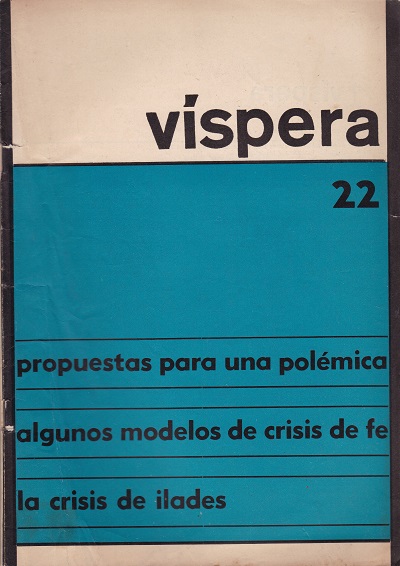 víspera
22
propuestas para una polémica
algunos modelos de crisis de fe
la crisis de ilades